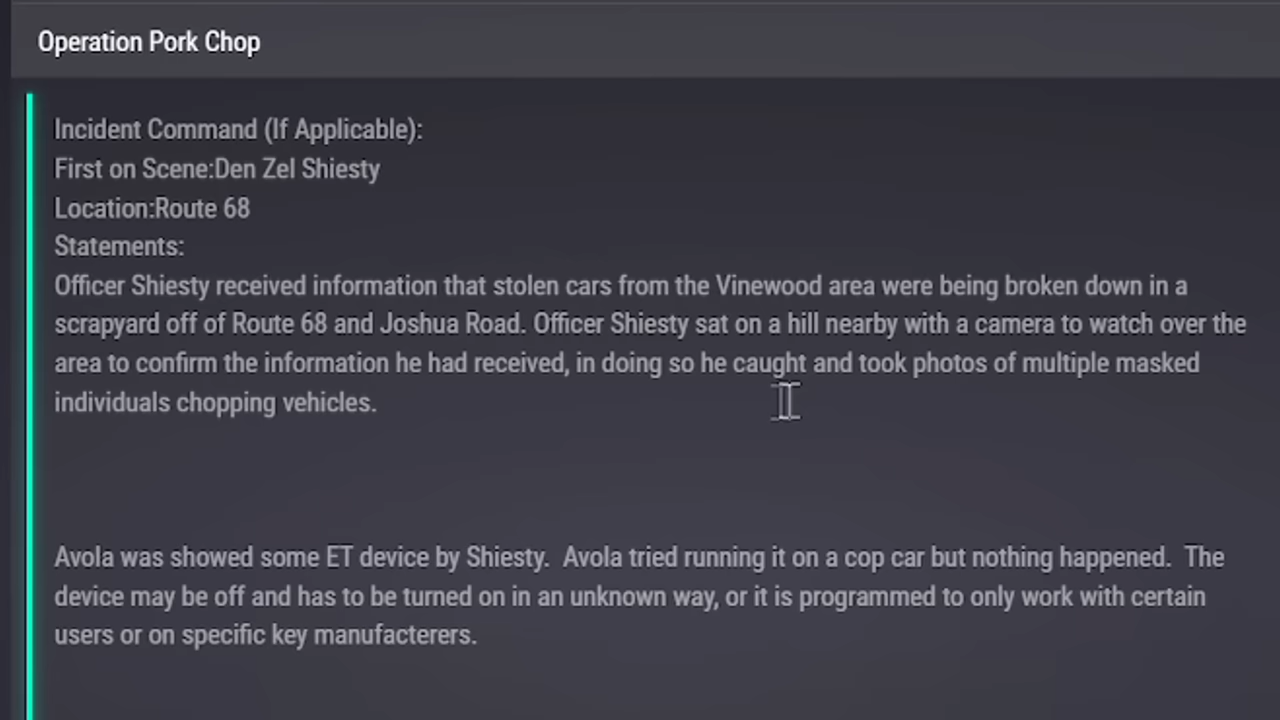 Operation Pork Chop
Incident Command (If Applicable):
First on Scene:Den Zel Shiesty
Location:Route 68
Statements:
Officer Shiesty received information that stolen cars from the Vinewood area were being broken down in a
scrapyard off of Route 68 and Joshua Road. Officer Shiesty sat on a hill nearby with a camera to watch over the
area to confirm the information he had received, in doing so he caught and took photos of multiple masked
individuals chopping vehicles.
Avola was showed some ET device by Shiesty.  Avola tried running it on a cop car but nothing happened.  The
device may be off and has to be turned on in an unknown way, or it is programmed to only work with certain
users or on specific key manufacterers.